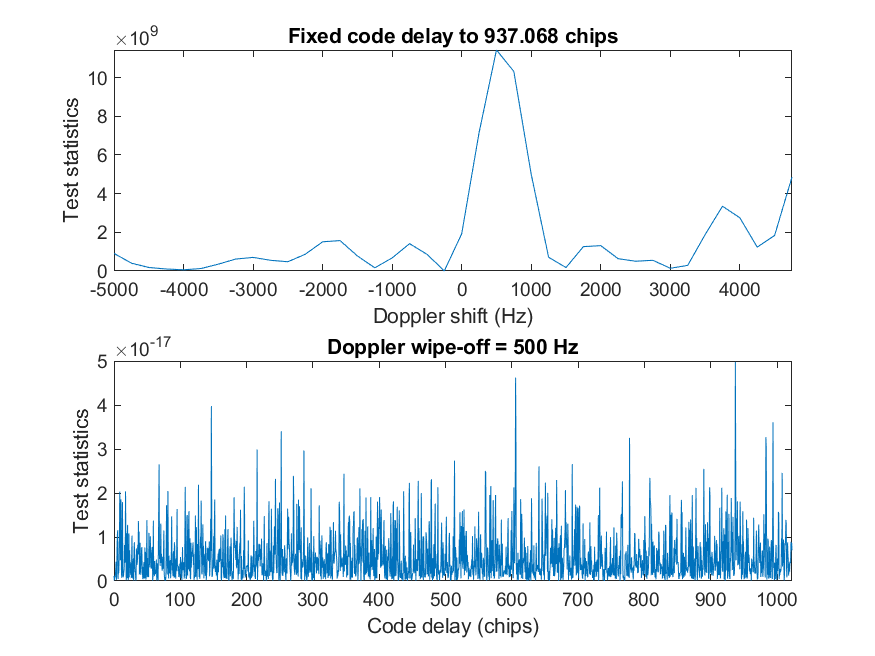 ×10^9
Fixed code delay to 937.068 chips
Test statistics
10
8
6
4
2
0
-5000 -4000 -3000 -2000 -1000 0 1000 2000 3000 4000
Doppler shift (Hz)
×10^-17
Doppler wipe-off = 500 Hz
Test statistics
5
4
3
2
1
0
0 100 200 300 400 500 600 700 800 900 1000
Code delay (chips)